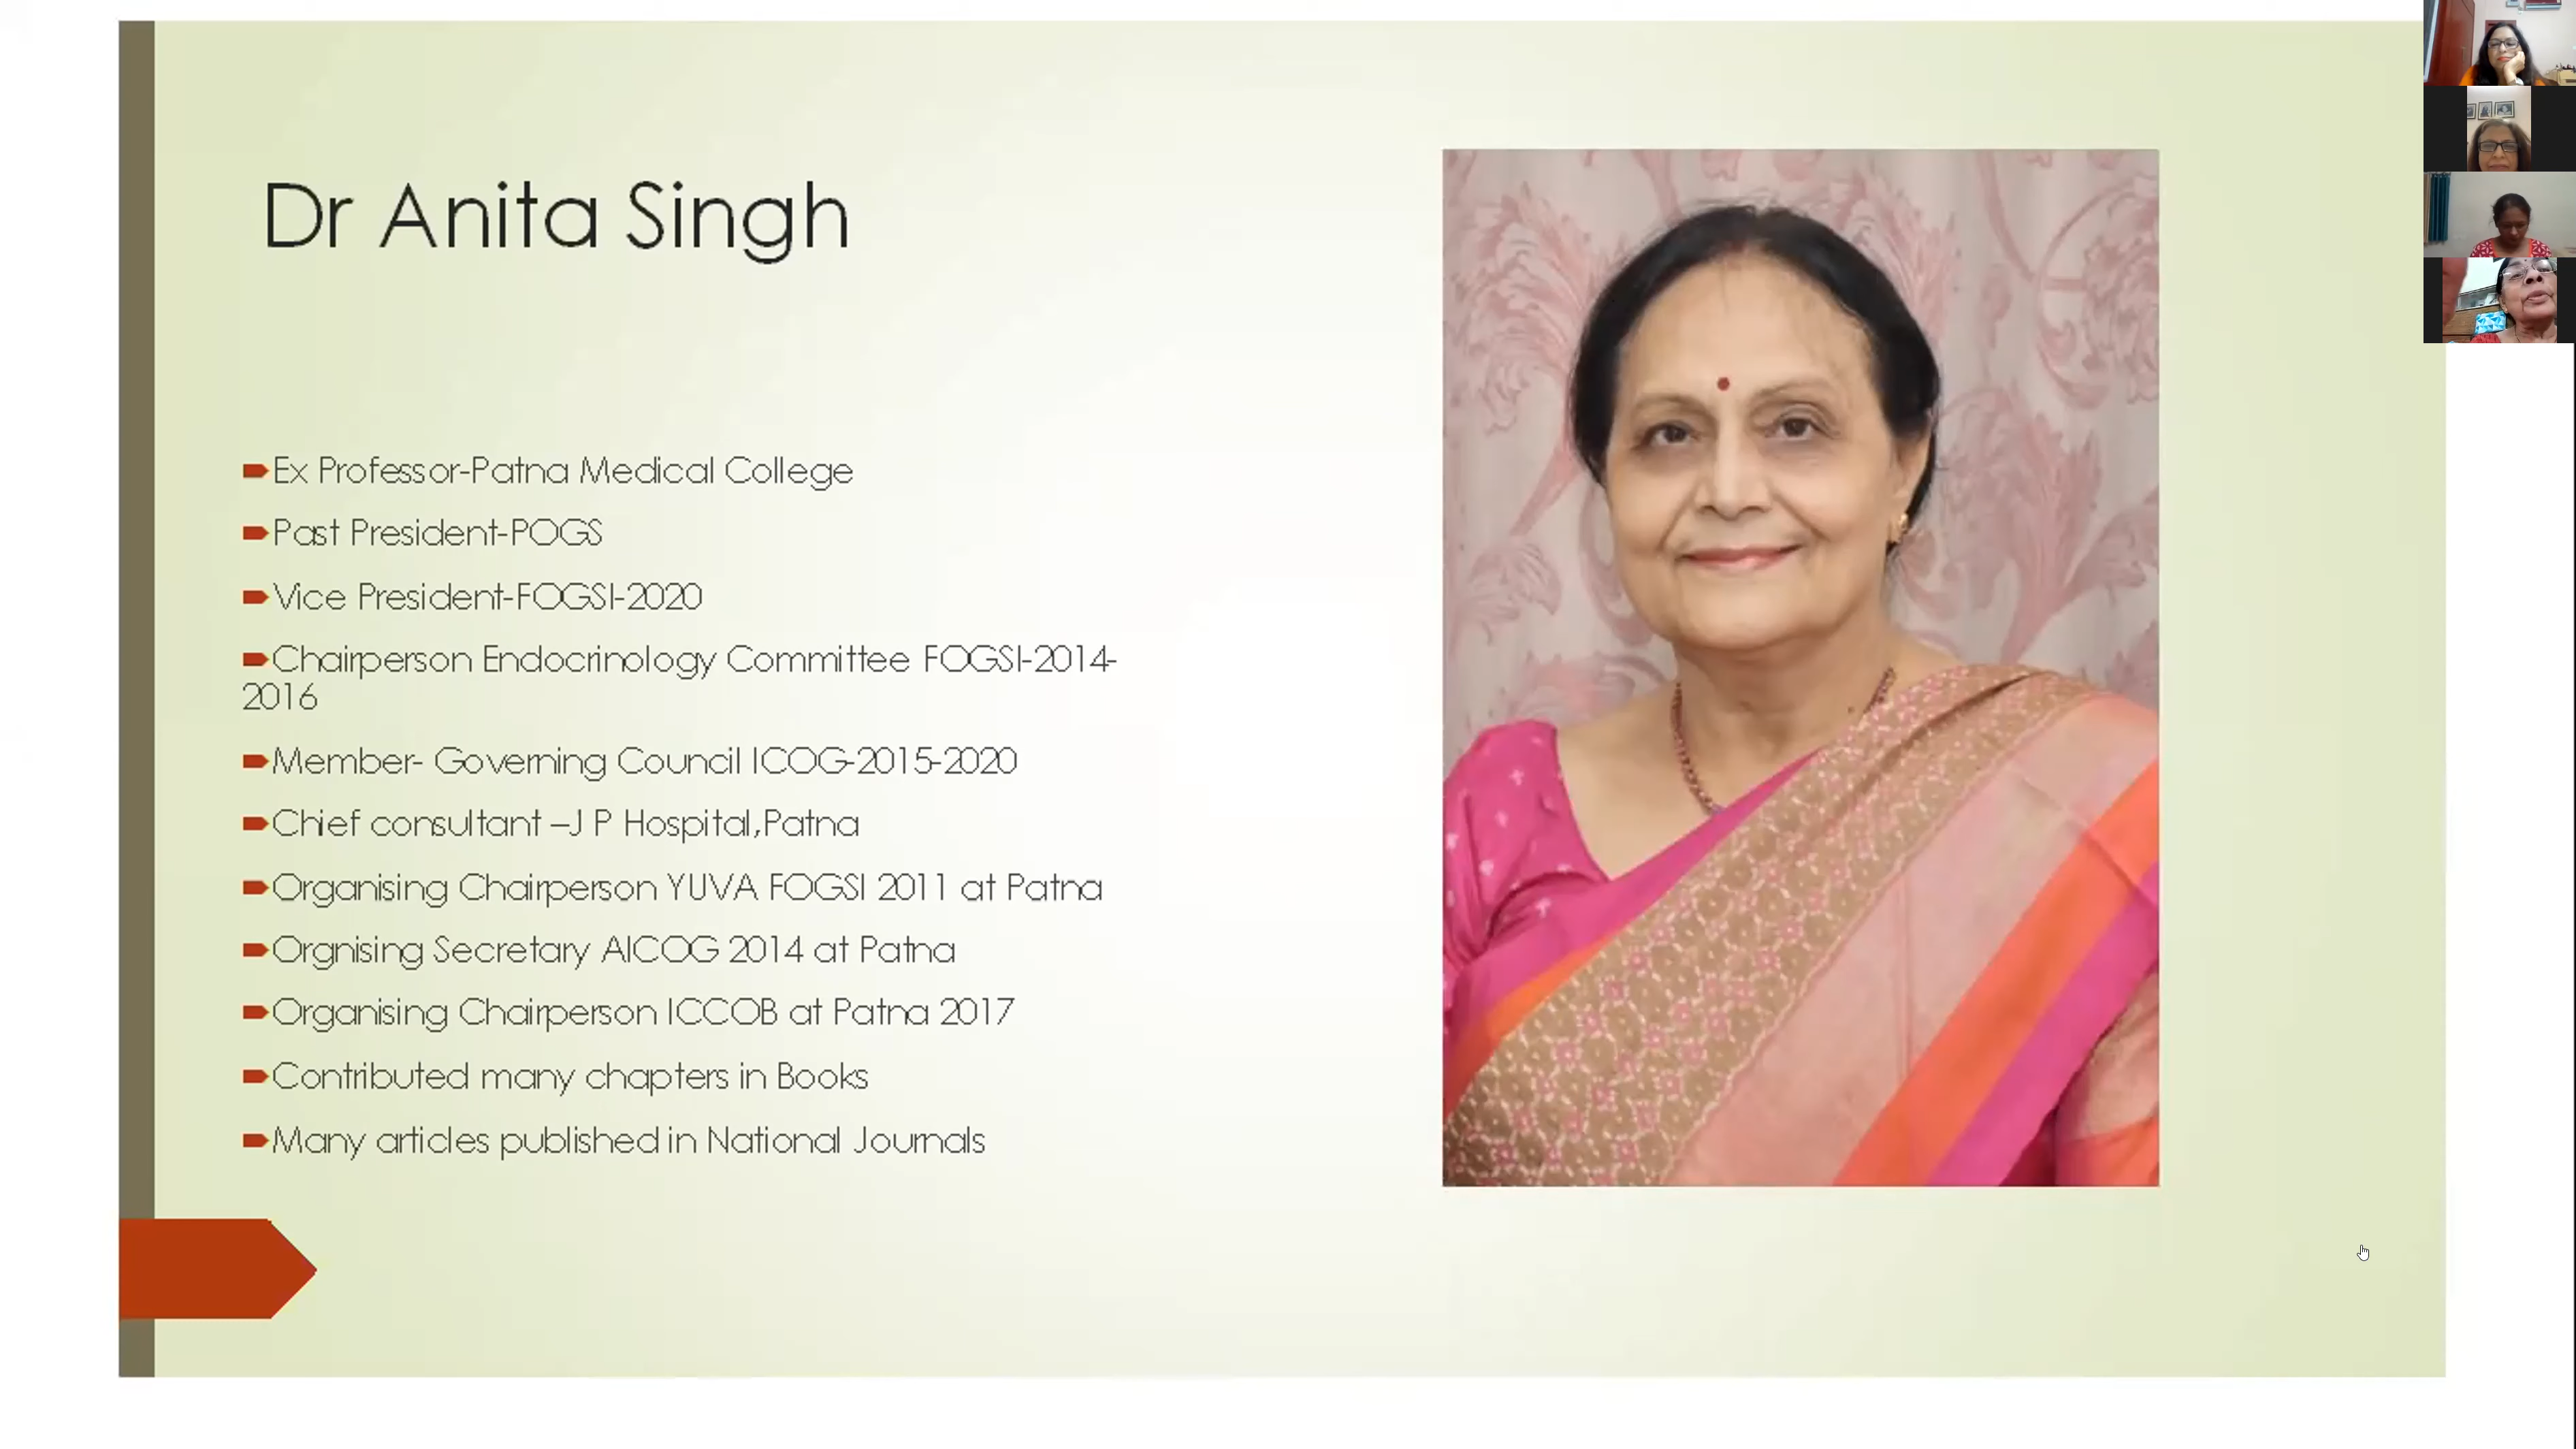 Dr Anita Singh
Ex Professor-Patna Medical College
Past President-POGS
Vice President-FOGSI-2020
Chairperson Endocrinology Committee FOGSI-2014-
2016
Member- Governing Council ICOG-2015-2020
Chief consultant –J P Hospital,Patna
Organising Chairperson YUVA FOGSI 2011 at Patna
Orgnising Secretary AICOG 2014 at Patna
Organising Chairperson ICCOB at Patna 2017
Contributed many chapters in Books
Many articles published in National Journals